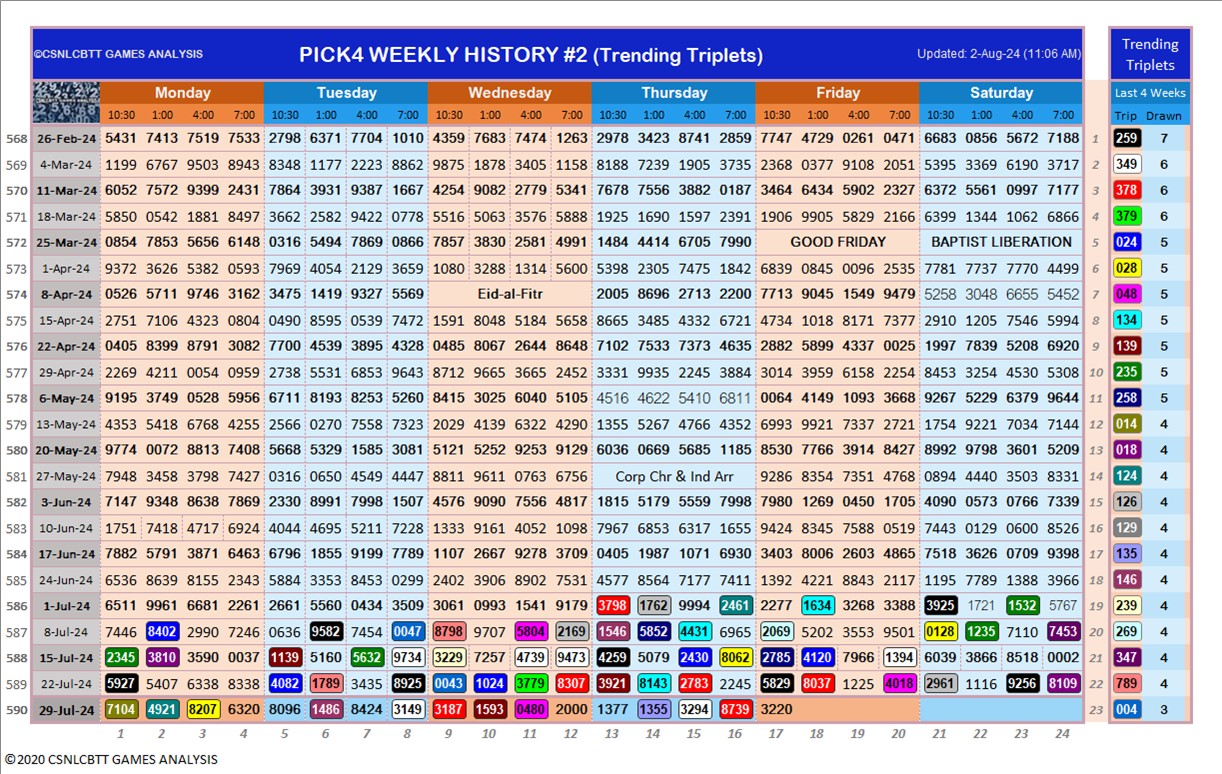 ©CSNLCBTT GAMES ANALYSIS PICK4 WEEKLY HISTORY #2 (Trending Triplets) Updated: 2-Aug-24 (11:06 AM) Trending Triplets
Monday Tuesday Wednesday Thursday Friday Saturday Last 4 Weeks
10:30 1:00 4:00 7:00 10:30 1:00 4:00 7:00 10:30 1:00 4:00 7:00 10:30 1:00 4:00 7:00 10:30 1:00 4:00 7:00 10:30 1:00 4:00 7:00 Trip Drawn
568 26-Feb-24 5431 7413 7519 7533 2798 6371 7704 1010 4359 7683 7474 1263 2978 3423 8741 2859 7747 4729 0261 0471 6683 0856 5672 7188 1 259 7
569 4-Mar-24 1199 6767 9503 8943 8348 1177 2223 8862 9875 1878 3405 1158 8188 7239 1905 3735 2368 0377 9108 2051 5395 3369 6190 3717 2 349 6
570 11-Mar-24 6052 7572 9399 2431 7864 3931 9387 1667 4254 9082 2779 5341 7678 7556 3882 0187 3464 6434 5902 2327 6372 5561 0997 7177 3 378 6
571 18-Mar-24 5850 0542 1881 8497 3662 2582 9422 0778 5516 5063 3576 5888 1925 1690 1597 2391 1906 9905 5829 2166 6399 1344 1062 6866 4 379 6
572 25-Mar-24 0854 7853 5656 6148 0316 5494 7869 0866 7857 3830 2581 4991 1484 4414 6705 7990 GOOD FRIDAY BAPTIST LIBERATION 5 024 5
573 1-Apr-24 9372 3626 5382 0593 7969 4054 2129 3659 1080 3288 1314 5600 5398 2305 7475 1842 6839 0845 0096 2535 7781 7737 7770 4499 6 028 5
574 8-Apr-24 0526 5711 9746 3162 3475 1419 9327 5569 Eid-al-Fitr 2005 8696 2713 2200 7713 9045 1549 9479 5258 3048 6655 5452 7 048 5
575 15-Apr-24 2751 7106 4323 0804 0490 8595 0539 7472 1591 8048 5184 5658 8665 3485 4332 6721 4734 1018 8171 7377 2910 1205 7546 5994 8 134 5
576 22-Apr-24 0405 8399 8791 3082 7700 4539 3895 4320 0485 8067 2644 8648 7102 7533 7373 4635 2882 5899 4337 0025 1997 7839 5208 6920 9 139 5
577 29-Apr-24 2269 4211 0054 0959 2738 5531 6853 9643 8712 9665 3665 2452 3331 9935 2245 3884 3014 3959 6158 2254 8453 3254 4530 5308 10 235 5
578 6-May-24 9195 3749 0528 5956 6711 8193 8253 5260 8415 3025 6040 5105 4516 4622 5410 6811 0064 4149 1093 3668 9267 5229 6379 9644 11 258 5
579 13-May-24 4353 5418 6768 4255 2566 0270 7558 7323 2029 4139 6322 4290 1355 5267 4766 4352 6993 9921 7337 2721 1754 9221 7034 7144 12 014 4
580 20-May-24 9774 0072 8813 7408 5668 5329 1585 3081 5121 5252 9253 9129 6036 0669 5685 1185 8530 7766 3914 8427 8992 9798 3601 5209 13 018 4
581 27-May-24 7948 3458 3798 7427 0316 0650 4549 4447 8811 9611 0763 6756 Corp Chr & Ind Arr 9286 8354 7351 4768 0894 4440 3503 8331 14 124 4
582 3-Jun-24 7147 9348 8638 7869 2330 8991 7998 1507 4576 9090 7556 4817 1815 5179 5559 7998 7980 1269 0450 1705 4090 0573 0766 7339 15 126 4
583 10-Jun-24 1751 7418 4717 6924 4044 4695 5211 7228 1333 9161 4052 1098 7967 6853 6317 1655 9424 8345 7588 0519 7443 0129 0600 8526 16 129 4
584 17-Jun-24 7882 5791 3871 6463 6796 1855 9199 7789 1107 2667 9278 3709 0405 1987 1071 6930 3403 8006 2603 4865 7518 3626 0709 9398 17 135 4
585 24-Jun-24 6536 8639 8155 2343 5884 3353 8453 0299 2402 3906 8902 7531 4577 8564 7177 7411 1392 4221 8843 2117 1195 7789 1388 3966 18 146 4
586 1-Jul-24 6511 9961 6681 2261 2661 5560 0434 3509 3061 0993 1541 9179 3798 1762 9994 2461 2277 1634 3268 3388 3925 1721 1532 5767 19 239 4
587 8-Jul-24 7446 8402 2990 7246 0636 9582 7454 0047 8798 9707 5804 2169 1546 5852 4431 6965 2069 5202 3553 9501 0128 1235 7110 7453 20 269 4
588 15-Jul-24 2345 3810 3590 0037 1139 5160 5632 9734 3229 7257 4739 9473 4259 5079 2430 8062 2785 4120 7966 1394 6039 3866 8518 0002 21 347 4
589 22-Jul-24 5927 5407 6339 8338 4082 1789 3435 8925 0043 1024 3779 8307 3921 8143 2783 2245 5829 8037 1225 4018 2961 1116 9256 8109 22 789 4
590 29-Jul-24 7104 4921 8207 6320 8096 1486 8424 3149 3187 1593 0480 2000 1377 1355 3294 8739 3220 23 004 3
1 2 3 4 5 6 7 8 9 10 11 12 13 14 15 16 17 18 19 20 21 22 23 24
©2020 CSNLCBTT GAMES ANALYSIS